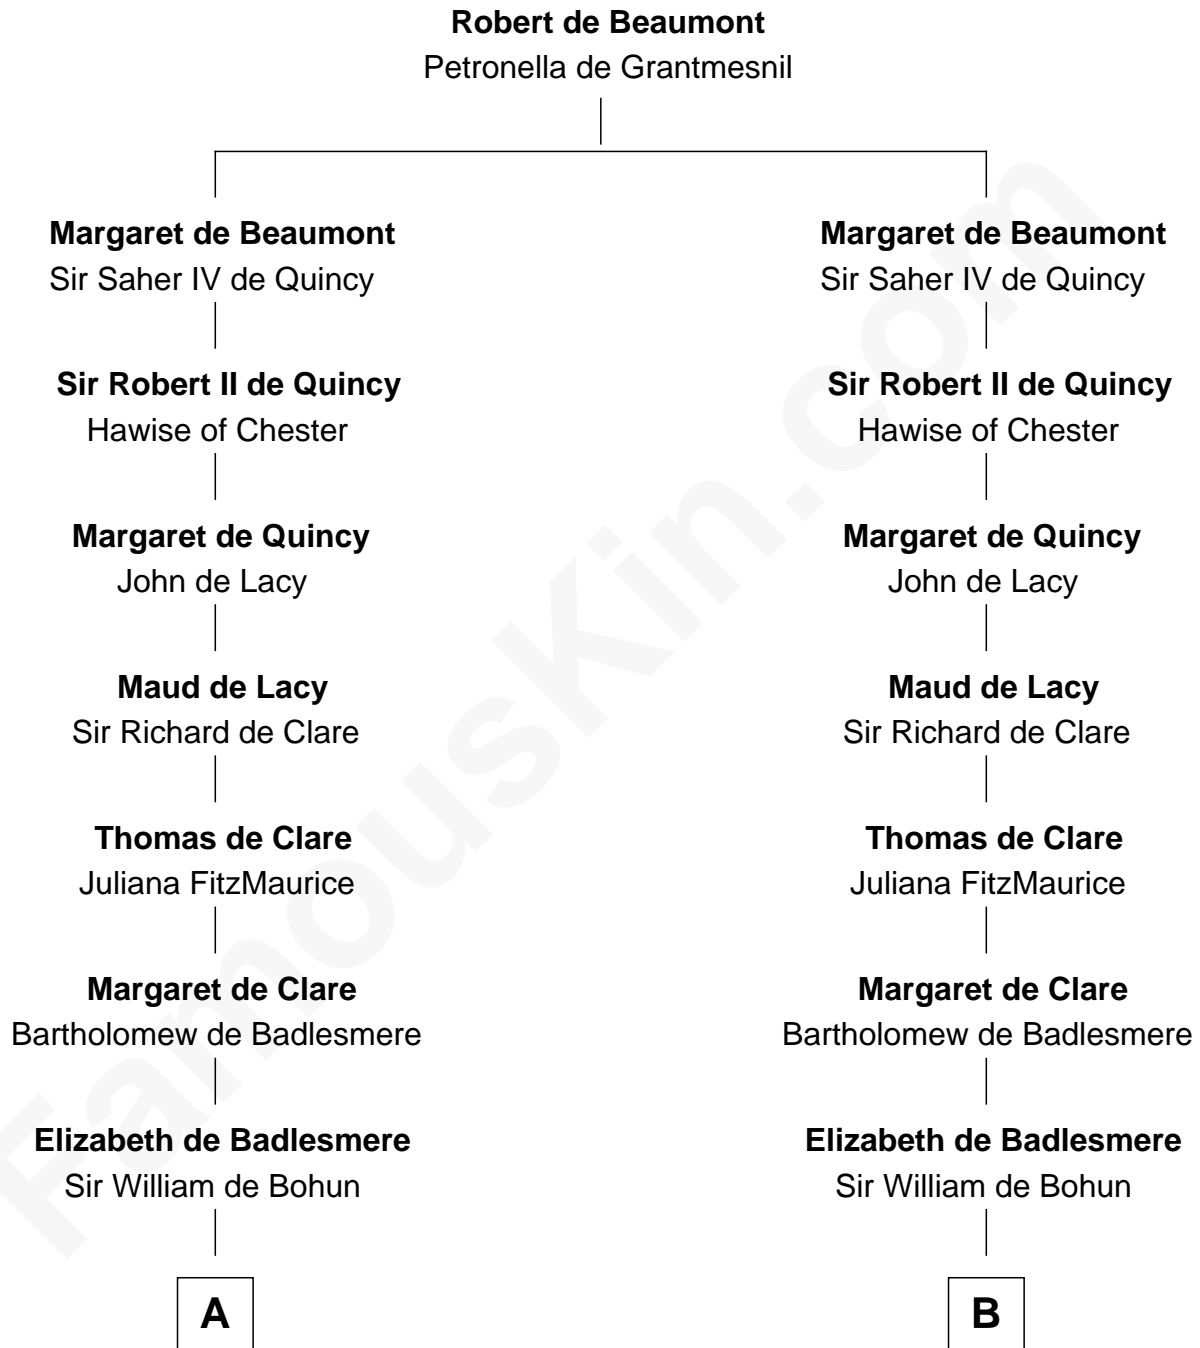 Robert de Beaumont
Petronella de Grantmesnil
Margaret de Beaumont
Sir Saher IV de Quincy
Sir Robert II de Quincy
Hawise of Chester
Margaret de Quincy
John de Lacy
Maud de Lacy
Sir Richard de Clare
Thomas de Clare
Juliana FitzMaurice
Margaret de Clare
Bartholomew de Badlesmere
Elizabeth de Badlesmere
Sir William de Bohun
A
Margaret de Beaumont
Sir Saher IV de Quincy
Sir Robert II de Quincy
Hawise of Chester
Margaret de Quincy
John de Lacy
Maud de Lacy
Sir Richard de Clare
Thomas de Clare
Juliana FitzMaurice
Margaret de Clare
Bartholomew de Badlesmere
Elizabeth de Badlesmere
Sir William de Bohun
B
FamousKin.com